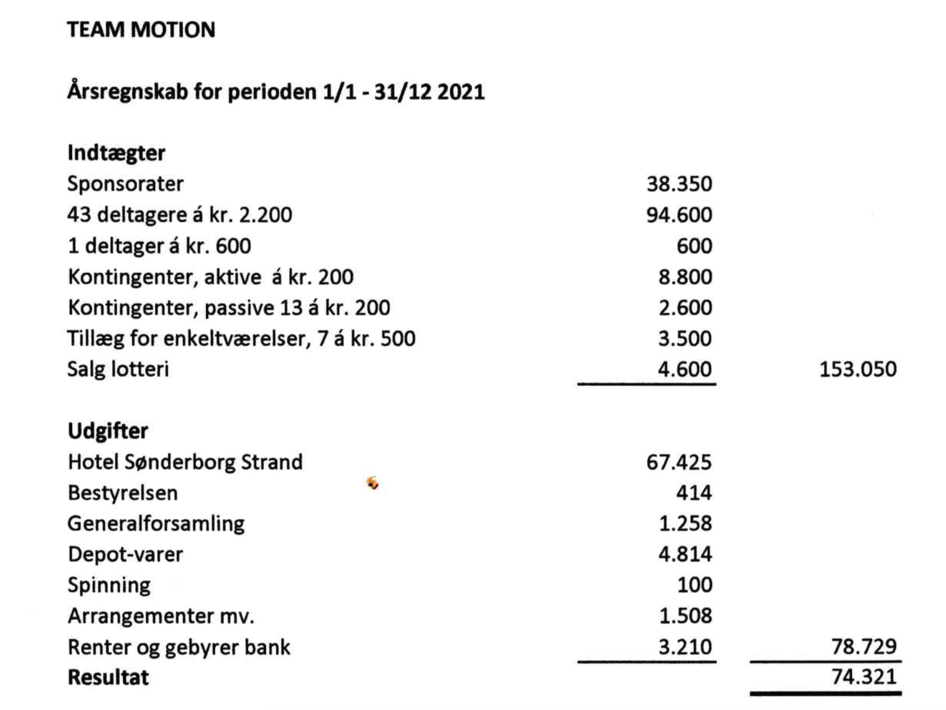 TEAM MOTION
Årsregnskab for perioden 1/1 - 31/12 2021
Indtægter
Sponsorater 38.350
43 deltagere á kr. 2.200 94.600
1 deltager á kr. 600 600
Kontingenter, aktive á kr. 200 8.800
Kontingenter, passive 13 á kr. 200 2.600
Tillæg for enkeltværelser, 7 á kr. 500 3.500
Salg lotteri 4.600 153.050
Udgifter
Hotel Sønderborg Strand 67.425
Bestyrelsen 414
Generalforsamling 1.258
Depot-varer 4.814
Spinning 100
Arrangementer mv. 1.508
Renter og gebyrer bank 3.210 78.729
Resultat 74.321